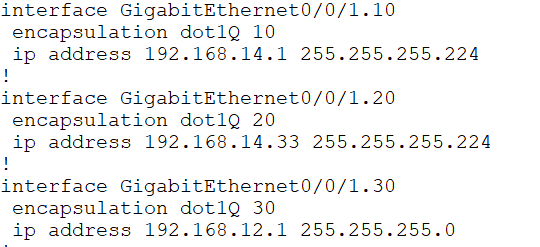 interface GigabitEthernet0/0/1.10
 encapsulation dot1Q 10
 ip address 192.168.14.1 255.255.255.224
!
interface GigabitEthernet0/0/1.20
 encapsulation dot1Q 20
 ip address 192.168.14.33 255.255.255.224
!
interface GigabitEthernet0/0/1.30
 encapsulation dot1Q 30
 ip address 192.168.12.1 255.255.255.0